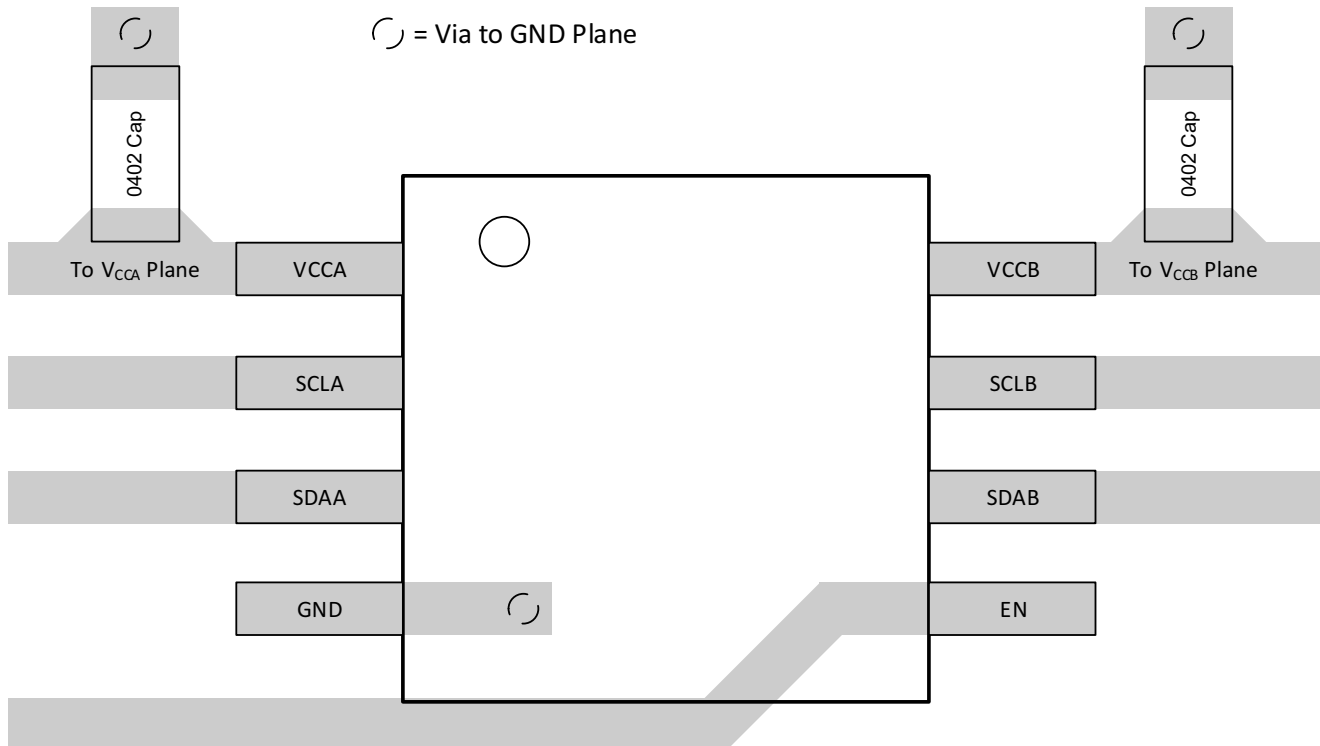 = Via to GND Plane
0402 Cap
0402 Cap
To VCCA Plane
VCCA
VCCB
To VCCB Plane
SCLA
SCLB
SDAA
SDAB
GND
EN